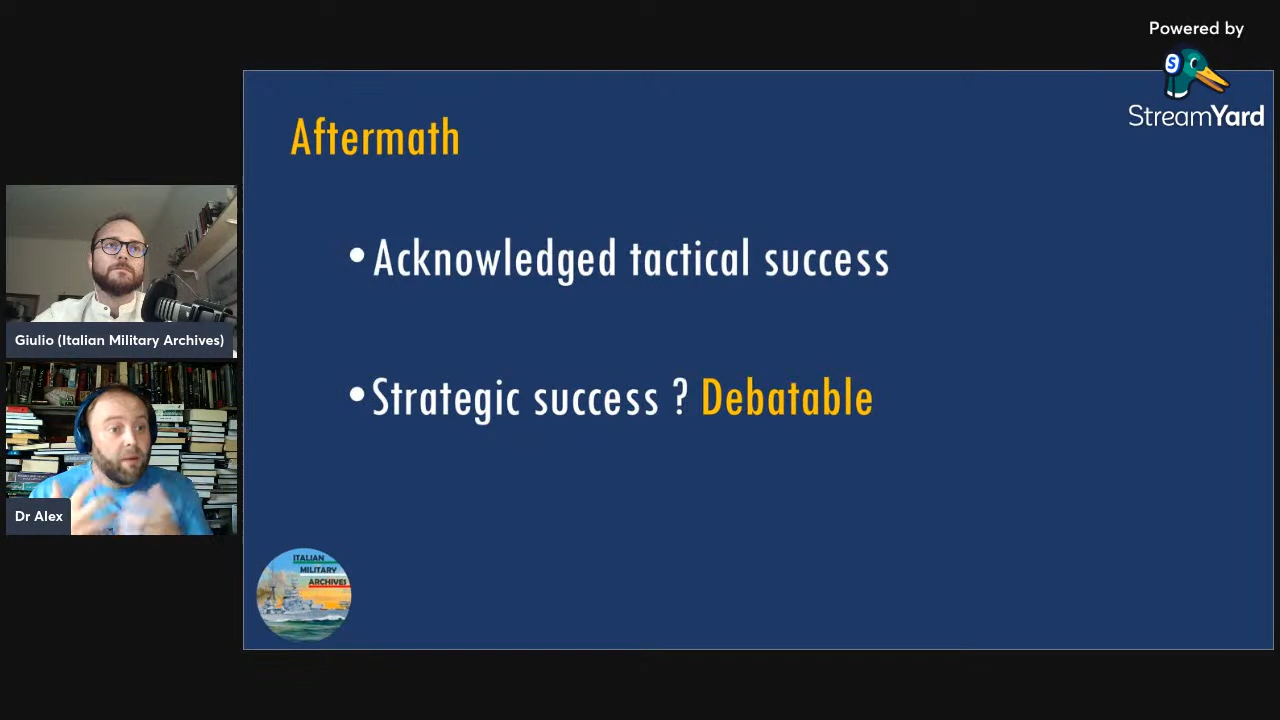 Powered by
StreamYard
Aftermath
•Acknowledged tactical success
•Strategic success ? Debatable
Giulio (Italian Military Archives)
Dr Alex
ITALIAN
MILITARY
ARCHIVES